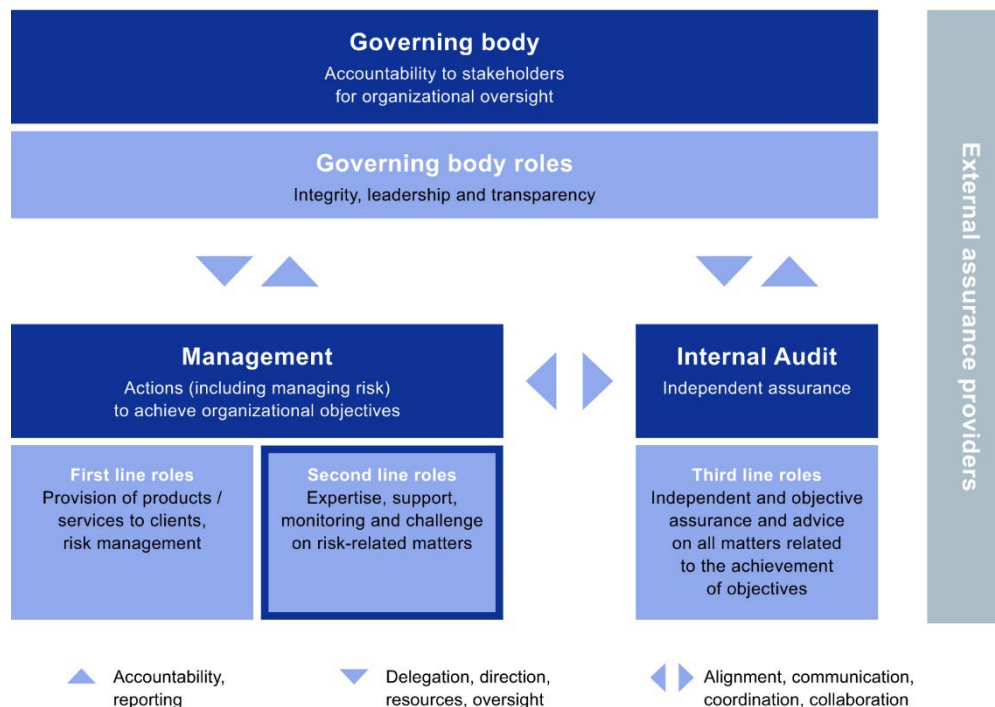 Governing body
Accountability to stakeholders
for organizational oversight
Governing body roles
Integrity, leadership and transparency
Management
Actions (including managing risk)
to achieve organizational objectives
First line roles
Provision of products /
services to clients,
risk management
Second line roles
Expertise, support,
monitoring and challenge
on risk-related matters
Internal Audit
Independent assurance
Third line roles
Independent and objective
assurance and advice
on all matters related
to the achievement
of objectives
External assurance providers
Accountability,
reporting
Delegation, direction,
resources, oversight
Alignment, communication,
coordination, collaboration